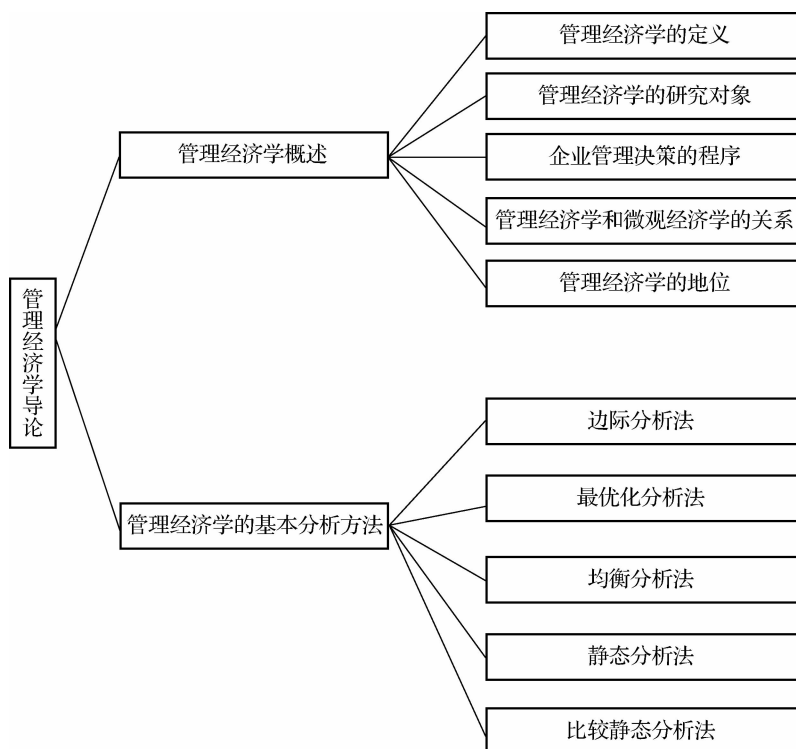 管理经济学导论
管理经济学概述
管理经济学的定义
管理经济学的研究对象
企业管理决策的程序
管理经济学和微观经济学的关系
管理经济学的地位
管理经济学的基本分析方法
边际分析法
最优化分析法
均衡分析法
静态分析法
比较静态分析法